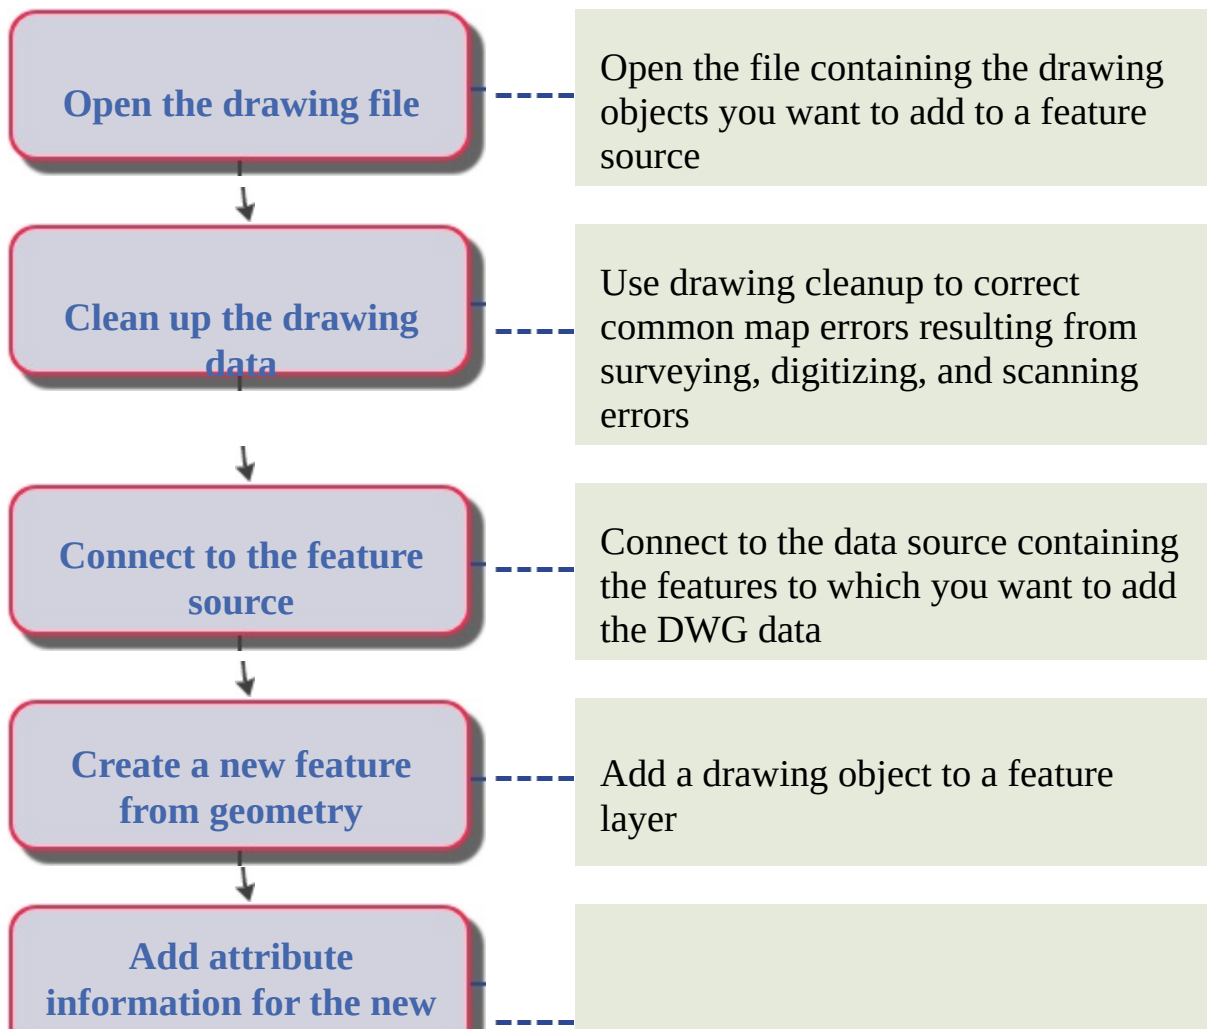 Open the drawing file
Open the file containing the drawing
objects you want to add to a feature
source
Clean up the drawing
data
Use drawing cleanup to correct
common map errors resulting from
surveying, digitizing, and scanning
errors
Connect to the feature
source
Connect to the data source containing
the features to which you want to add
the DWG data
Create a new feature
from geometry
Add a drawing object to a feature
layer
Add attribute
information for the new